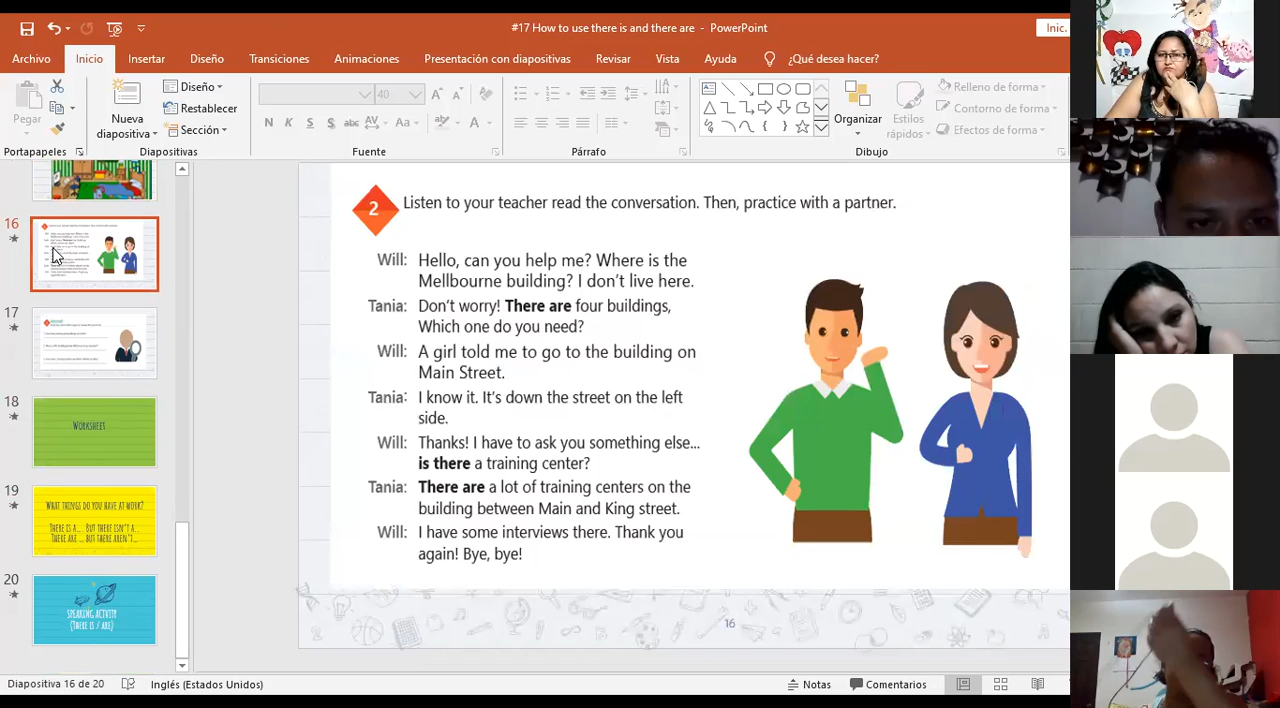 #17 How to use there is and there are - PowerPoint
Inic.
Archivo Inicio Insertar Diseño Transiciones Animaciones Presentación con diapositivas Revisar Vista Ayuda ¿Qué desea hacer?
Pegar
Nueva diapositiva
Diseño
Restablecer
Sección
40
N K S S abc AV Aa A
Organizar
Estilos rápidos
Relleno de forma
Contorno de forma
Efectos de forma
Portapapeles Diapositivas Fuente Párrafo Dibujo
16
17
18
Worksheet
19
What things do you have at work?
There is a... but there isn't a...
There are ... but there aren't...
20
Speaking activity
(There is / are)
2 Listen to your teacher read the conversation. Then, practice with a partner.
Will: Hello, can you help me? Where is the
Mellbourne building? I don't live here.
Tania: Don't worry! There are four buildings,
Which one do you need?
Will: A girl told me to go to the building on
Main Street.
Tania: I know it. It's down the street on the left
side.
Will: Thanks! I have to ask you something else...
is there a training center?
Tania: There are a lot of training centers on the
building between Main and King street.
Will: I have some interviews there. Thank you
again! Bye, bye!
16
Diapositiva 16 de 20 Inglés (Estados Unidos) Notas Comentarios